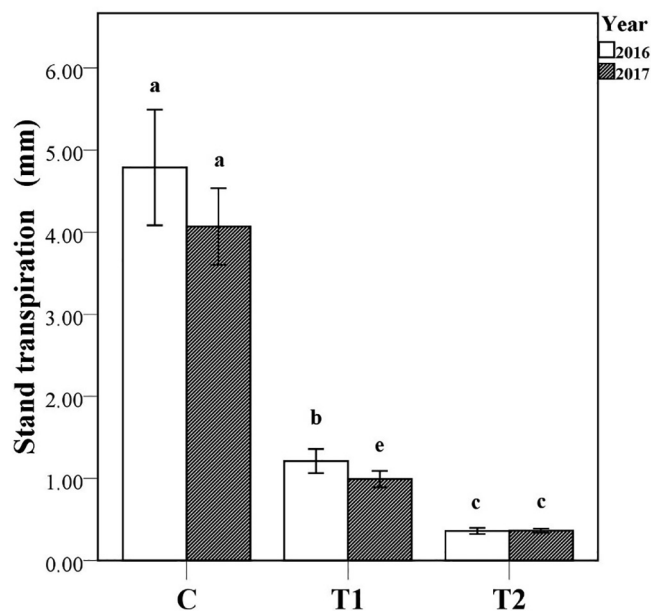 Year
2016
2017
Stand transpiration (mm)
6.00
5.00
4.00
3.00
2.00
1.00
0.00
a
a
b
e
c
c
C
T1
T2